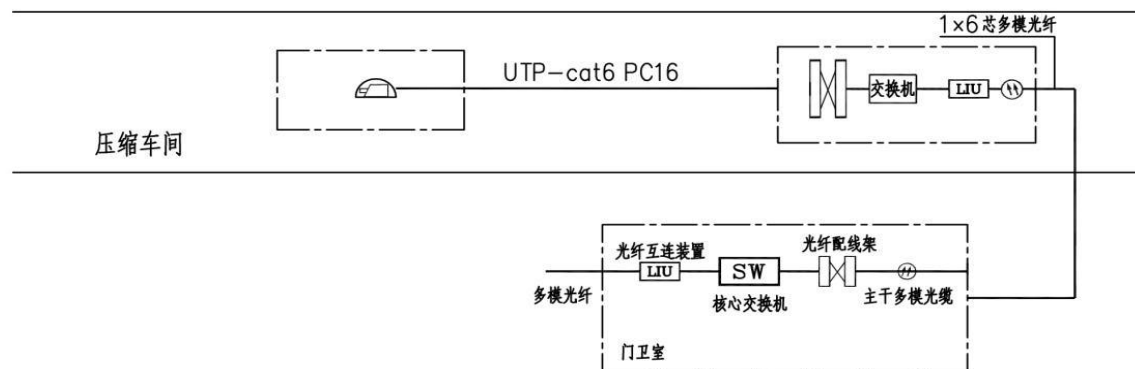 1×6芯多模光纤
UTP-cat6 PC16
交换机
LIU
压缩车间
光纤互连装置
光纤配线架
LIU
SW
多模光纤
核心交换机
主干多模光缆
门卫室